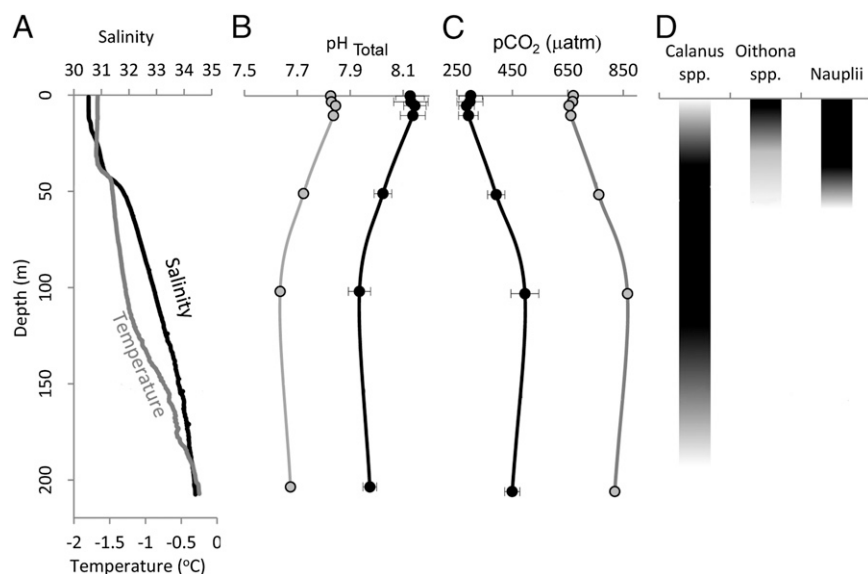 A
B
C
D
Salinity
30 31 32 33 34 35
pH Total
7.5 7.7 7.9 8.1
pCO2 (µatm)
250 450 650 850
Calanus spp.
Oithona spp.
Nauplii
Depth (m)
0
50
100
150
200
Salinity
Temperature
-2 -1.5 -1 -0.5 0
Temperature (oC)